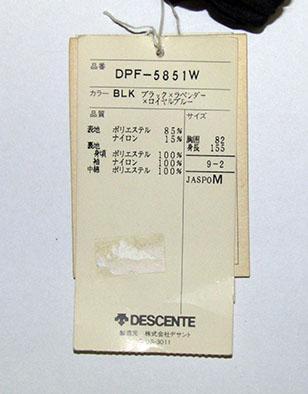 品番 DPF-5851W
カラー BLK ブラック×ラベンダー
×ロイヤルブルー
品質
サイズ
表地 ポリエステル 85%
ナイロン 15%
裏地
身頃 ポリエステル 100%
袖 ナイロン 100%
中綿 ポリエステル 100%
胸囲 82
身長 155
9-2
JASPO M
DESCENTE
製造元 株式会社デサント
-3011